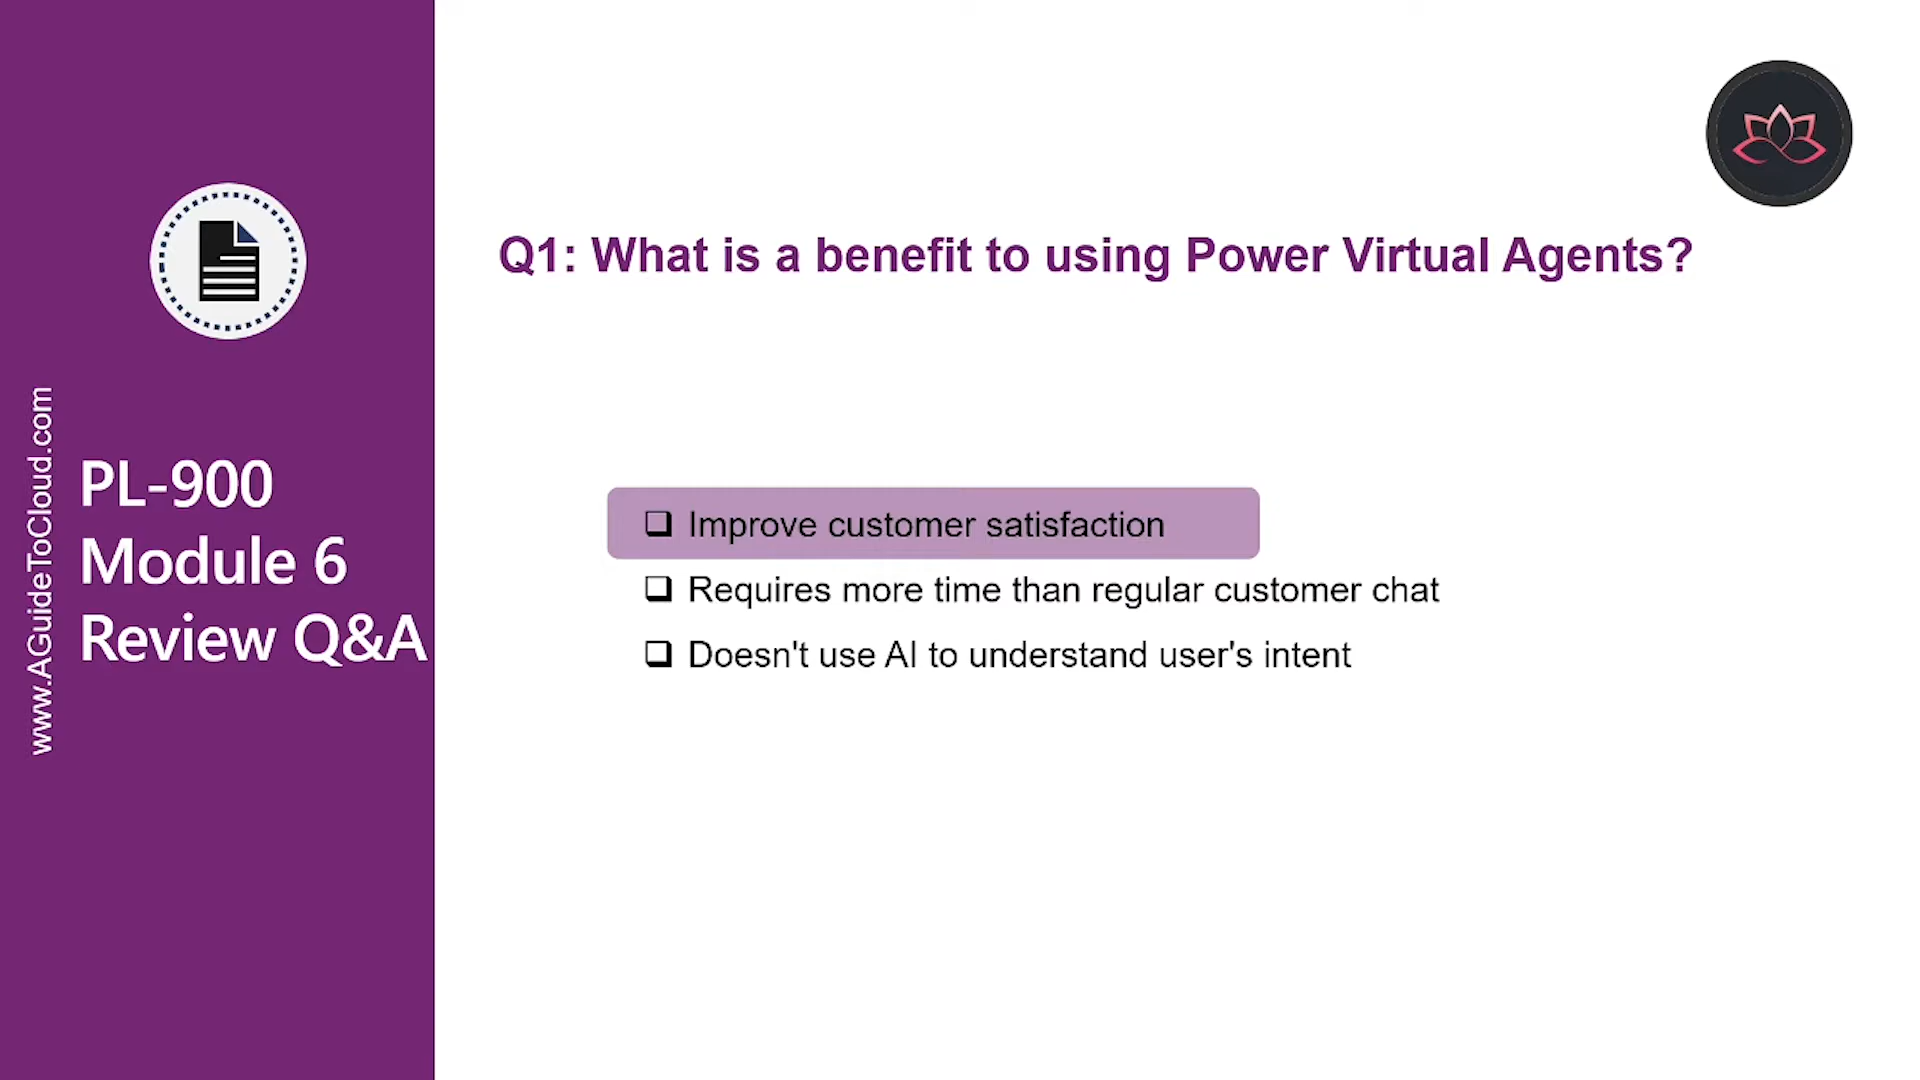 www.AGuideToCloud.com
PL-900
Module 6
Review Q&A
Q1: What is a benefit to using Power Virtual Agents?
Improve customer satisfaction
Requires more time than regular customer chat
Doesn't use AI to understand user's intent